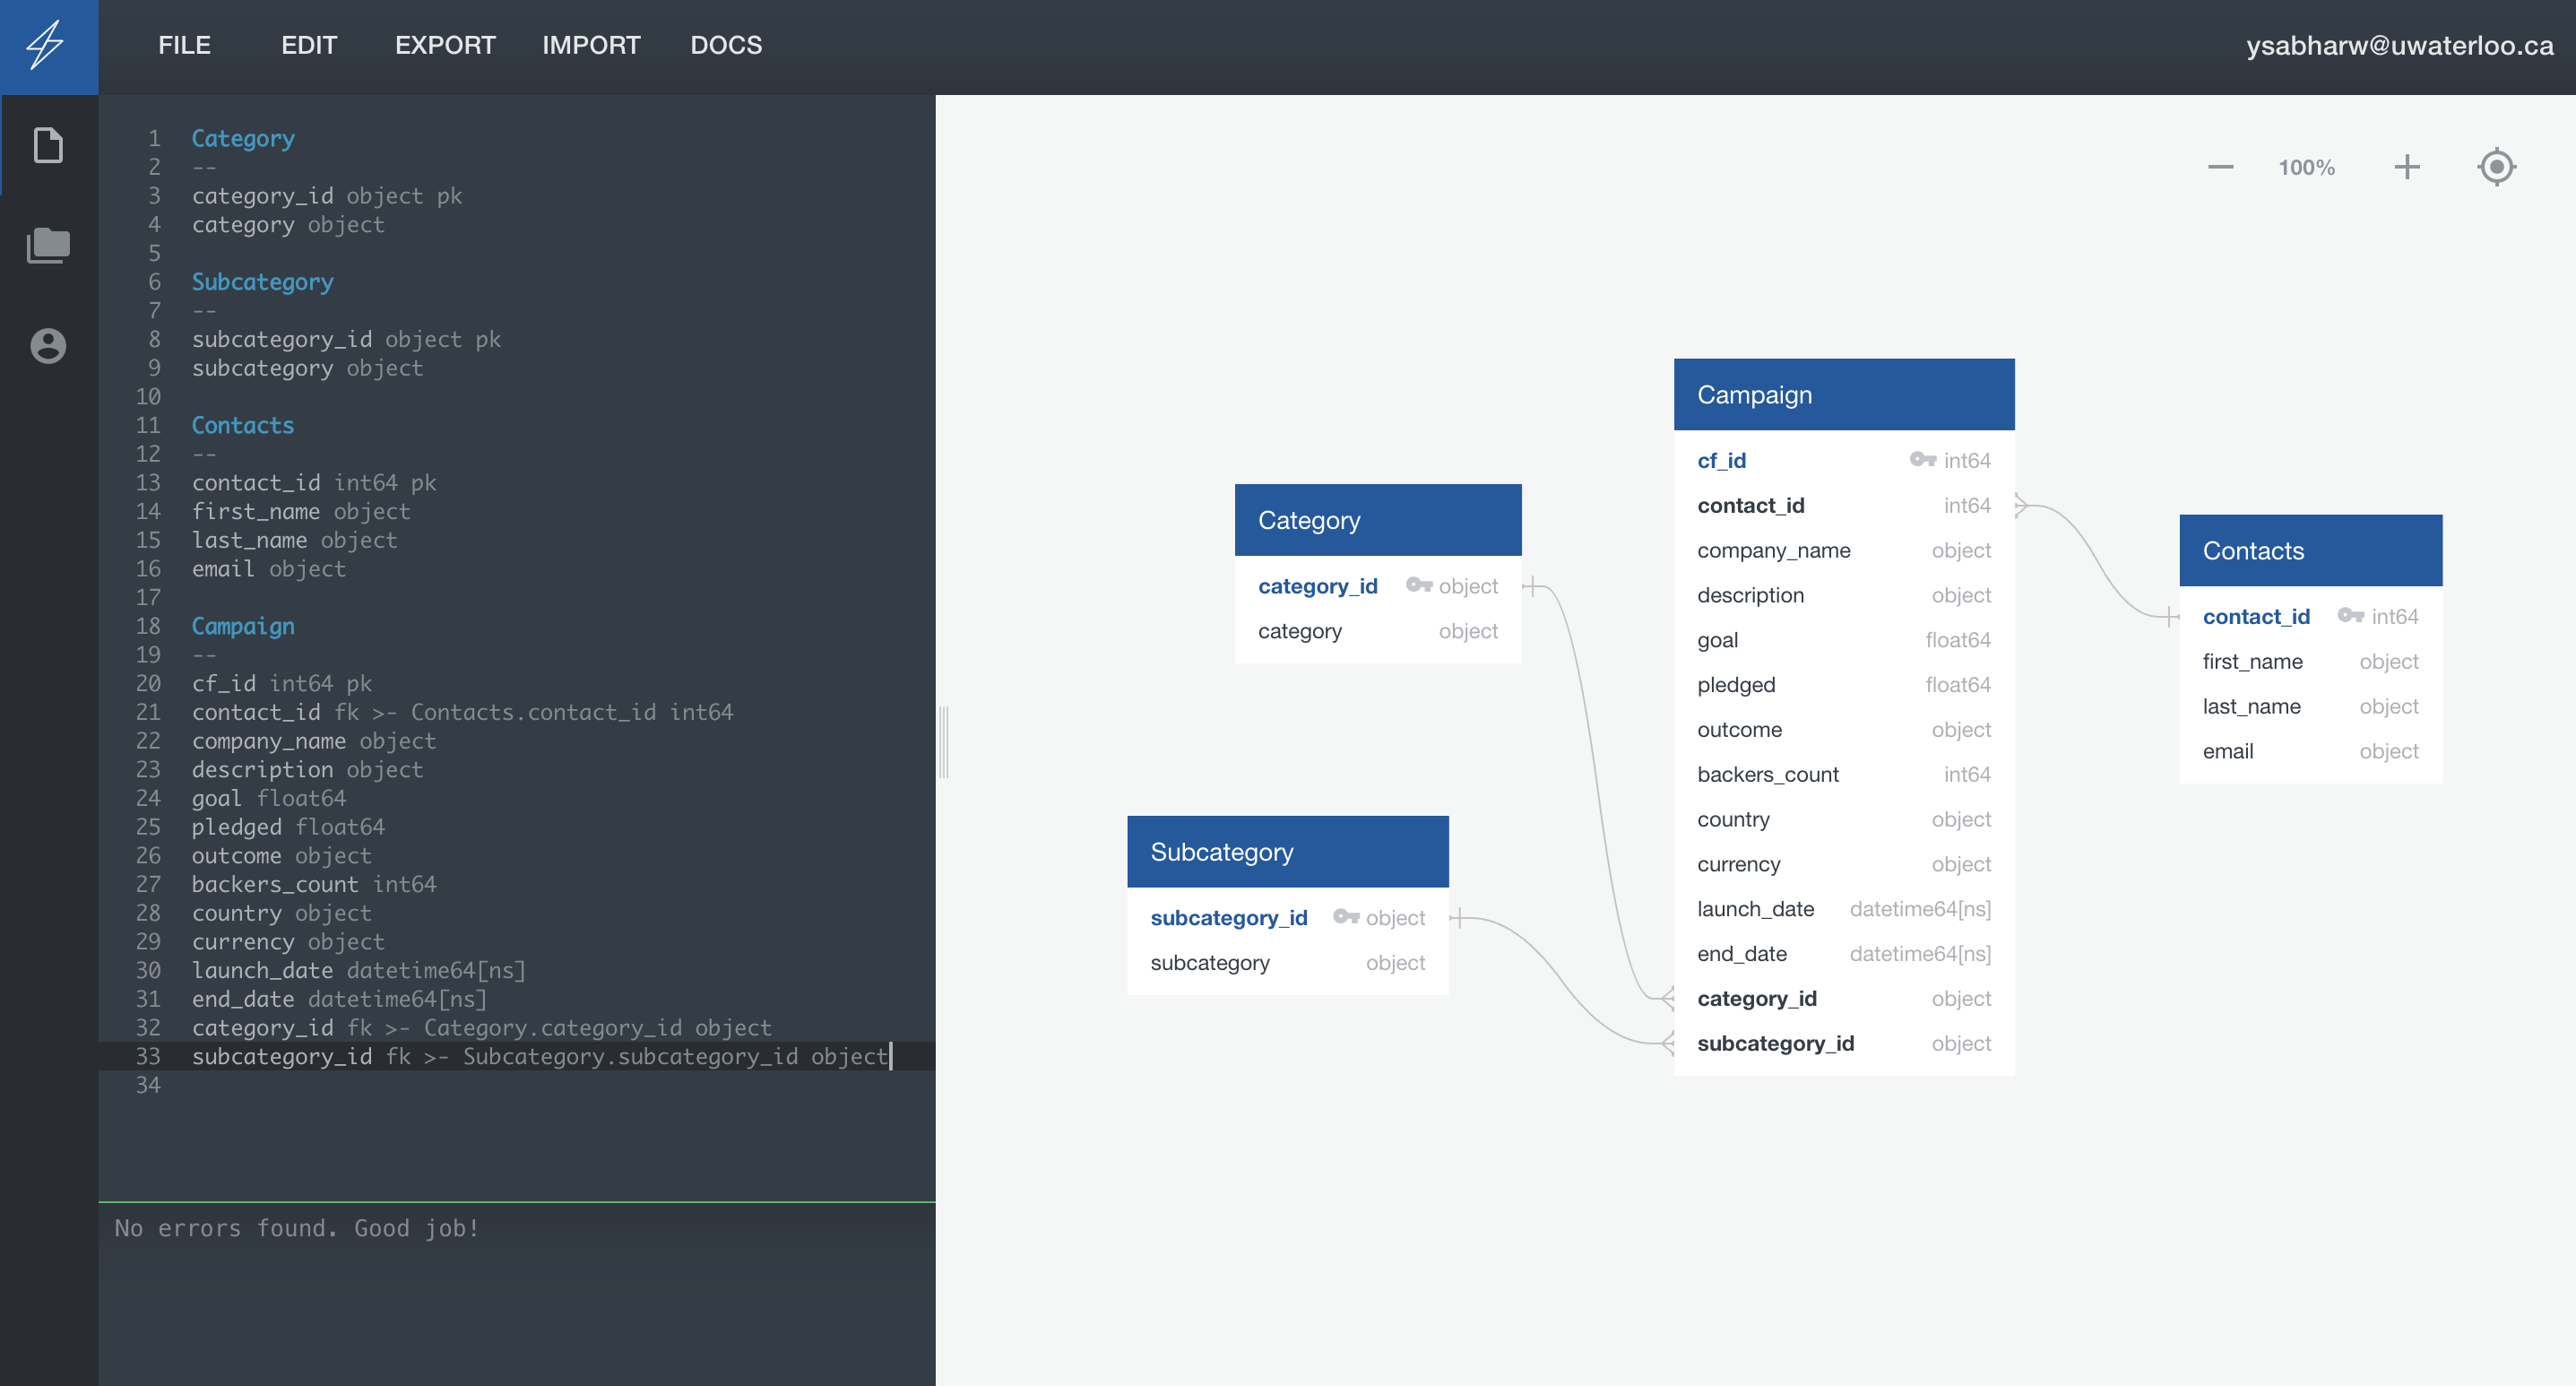 FILE EDIT EXPORT IMPORT DOCS ysabharw@uwaterloo.ca
1 Category
2 --
3 category_id object pk
4 category object
5
6 Subcategory
7 --
8 subcategory_id object pk
9 subcategory object
10
11 Contacts
12 --
13 contact_id int64 pk
14 first_name object
15 last_name object
16 email object
17
18 Campaign
19 --
20 cf_id int64 pk
21 contact_id fk >- Contacts.contact_id int64
22 company_name object
23 description object
24 goal float64
25 pledged float64
26 outcome object
27 backers_count int64
28 country object
29 currency object
30 launch_date datetime64[ns]
31 end_date datetime64[ns]
32 category_id fk >- Category.category_id object
33 subcategory_id fk >- Subcategory.subcategory_id object
34
No errors found. Good job!
100%
Category
category_id object
category object
Subcategory
subcategory_id object
subcategory object
Campaign
cf_id int64
contact_id int64
company_name object
description object
goal float64
pledged float64
outcome object
backers_count int64
country object
currency object
launch_date datetime64[ns]
end_date datetime64[ns]
category_id object
subcategory_id object
Contacts
contact_id int64
first_name object
last_name object
email object